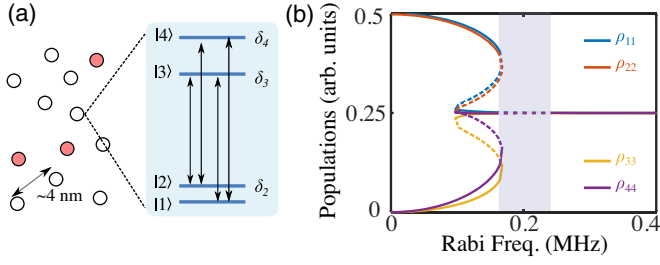 (a)
|4⟩
δ₄
|3⟩
δ₃
|2⟩
δ₂
|1⟩
~4 nm
(b)
Populations (arb. units)
0.5
0.25
0
ρ₁₁
ρ₂₂
ρ₃₃
ρ₄₄
0
0.2
0.4
Rabi Freq. (MHz)